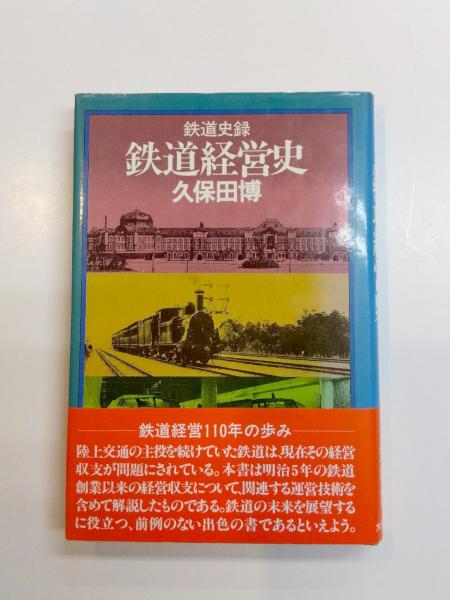 鉄道史録
鉄道経営史
久保田博
鉄道経営110年の歩み
陸上交通の主役を続けていた鉄道は、現在その経営
収支が問題にされている。本書は明治5年の鉄道
創業以来の経営収支について、関連する運営技術を
含めて解説したものである。鉄道の未来を展望する
に役立つ、前例のない出色の書であるといえよう。